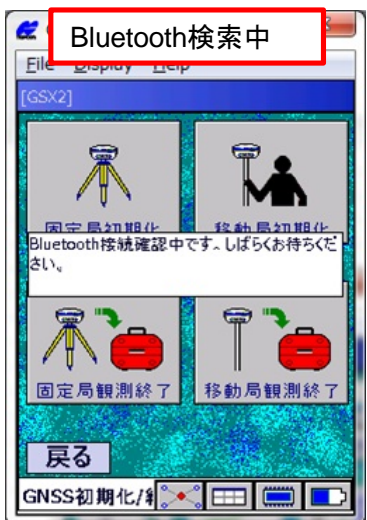 Bluetooth検索中
File Display Help
[GSX2]
固定局初期化
移動局初期化
Bluetooth接続確認中です。しばらくお待ちくだ
さい。
固定局観測終了
移動局観測終了
戻る
GNSS初期化/